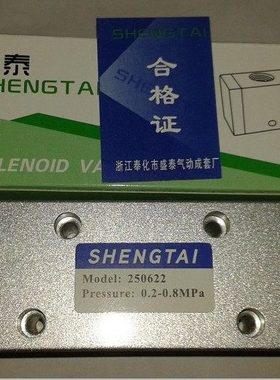 泰
SHENGTAI
SHENGTAI
合
格
证
浙江奉化市盛泰气动成套厂
LENOID VA
SHENGTAI
Model: 250622
Pressure: 0.2-0.8MPa